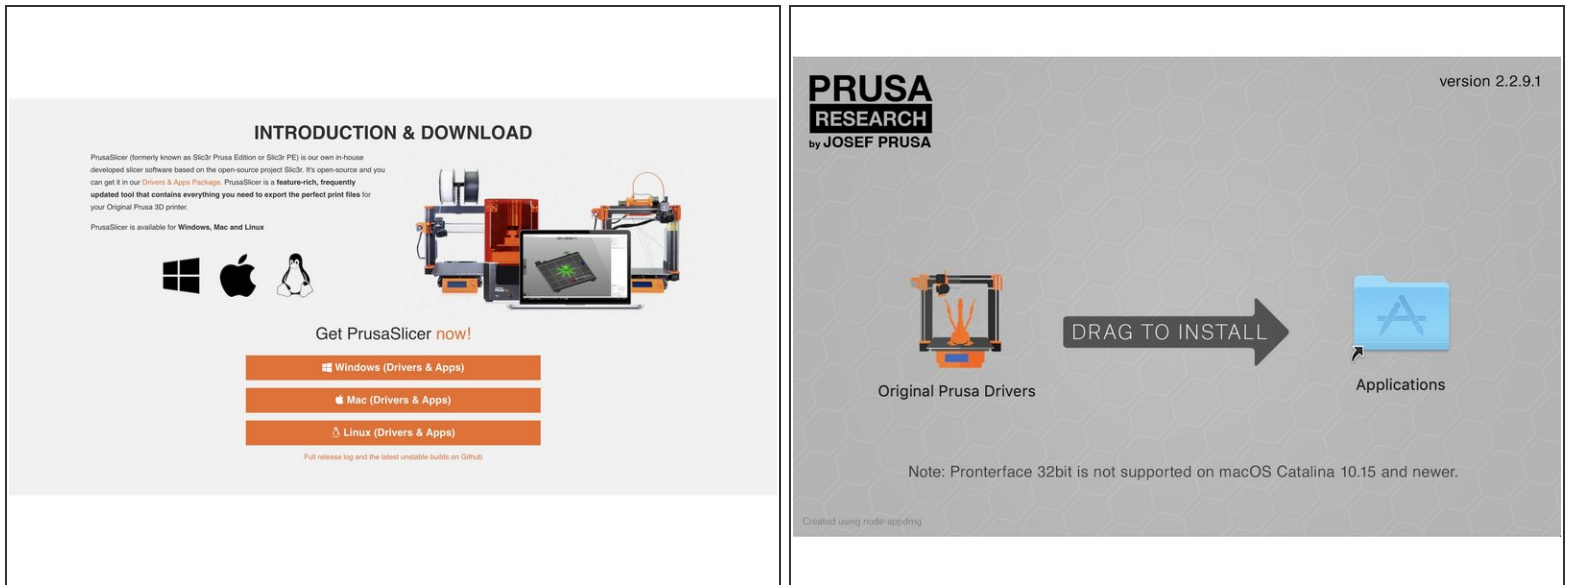 INTRODUCTION & DOWNLOAD
PrusaSlicer (formerly known as Slic3r Prusa Edition or Slic3r PE) is our own in-house
developed slicer software based on the open-source project Slic3r. It's open-source and you
can get it in our Drivers & Apps Package. PrusaSlicer is a feature-rich, frequently
updated tool that contains everything you need to export the perfect print files for
your Original Prusa 3D printer.
PrusaSlicer is available for Windows, Mac and Linux
Get PrusaSlicer now!
Windows (Drivers & Apps)
Mac (Drivers & Apps)
Linux (Drivers & Apps)
Full release log and the latest unstable builds on Github
PRUSA
RESEARCH
by JOSEF PRUSA
version 2.2.9.1
DRAG TO INSTALL
Original Prusa Drivers
Applications
Note: Pronterface 32bit is not supported on macOS Catalina 10.15 and newer.
Created using node-appdmg